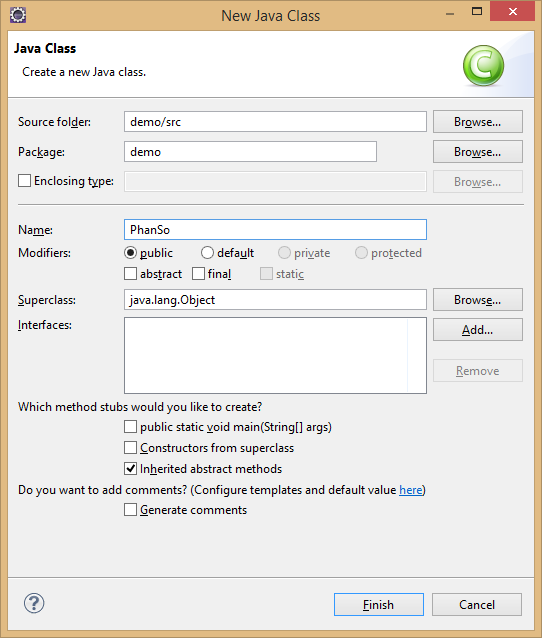 New Java Class
Java Class
Create a new Java class.
Source folder: demo/src Browse...
Package: demo Browse...
Enclosing type: Browse...
Name: PhanSo
Modifiers: public default private protected
abstract final static
Superclass: java.lang.Object Browse...
Interfaces: Add...
Remove
Which method stubs would you like to create?
public static void main(String[] args)
Constructors from superclass
Inherited abstract methods
Do you want to add comments? (Configure templates and default value here)
Generate comments
? Finish Cancel